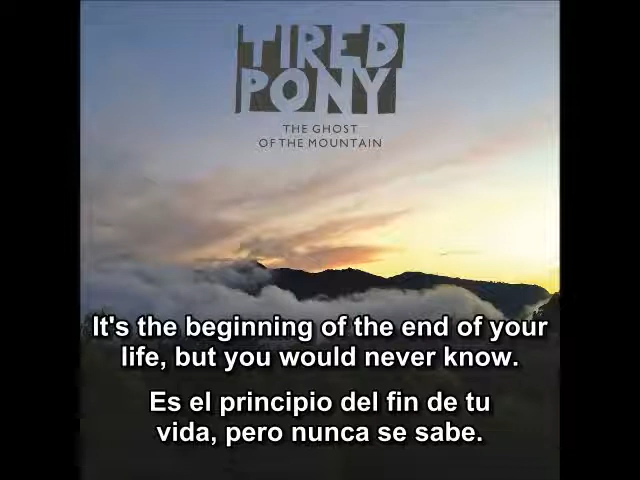 TIRED
PONY
THE GHOST
OF THE MOUNTAIN
It's the beginning of the end of your
life, but you would never know.
Es el principio del fin de tu
vida, pero nunca se sabe.